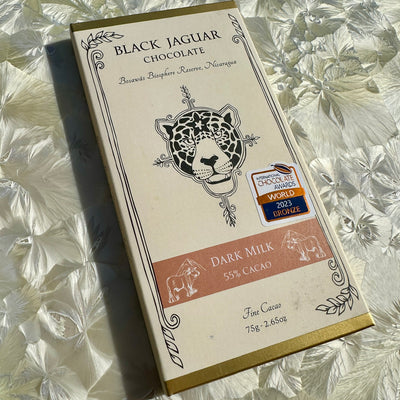 BLACK JAGUAR
CHOCOLATE
Bosawás Biosphere Reserve, Nicaragua
INTERNATIONAL
CHOCOLATE
AWARDS
WORLD
2023
BRONZE
DARK MILK
55% CACAO
Fine Cacao
75g - 2.65oz